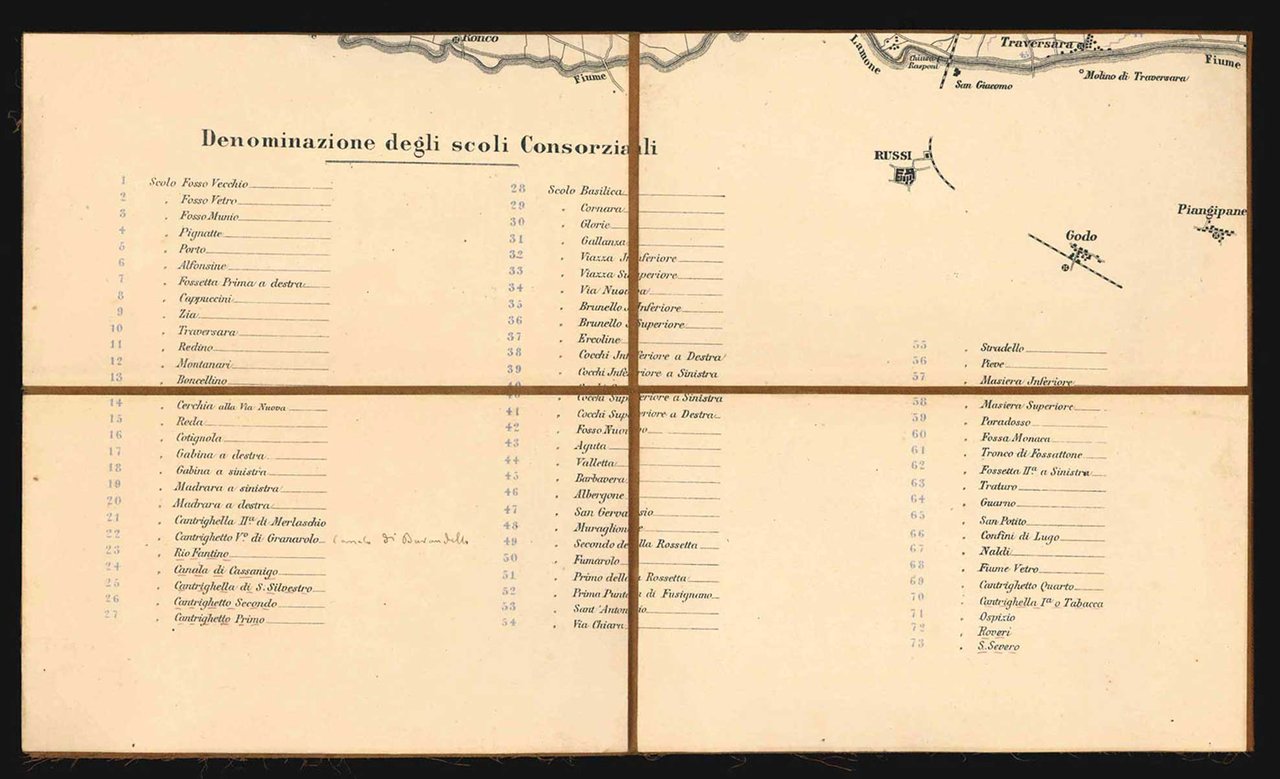 Ronco
Fiume
Lamone
Chiusa
Rasponi
San Giacomo
Traversara
Molino di Traversara
Fiume
RUSSI
Godo
Piangipane
Denominazione degli scoli Consorziali
1 Scolo Fosso Vecchio
2 „ Fosso Vetro
3 „ Fosso Munio
4 „ Pignatte
5 „ Porto
6 „ Alfonsine
7 „ Fossetta Prima a destra
8 „ Cappuccini
9 „ Zia
10 „ Traversara
11 „ Redino
12 „ Montanari
13 „ Boncellino
14 „ Cerchia alla Via Nuova
15 „ Reda
16 „ Cotignola
17 „ Gabina a destra
18 „ Gabina a sinistra
19 „ Madrara a sinistra
20 „ Madrara a destra
21 „ Cantrighella IIª di Merlaschio
22 „ Cantrighetto Vº di Granarolo
23 „ Rio Fantino
24 „ Canala di Cassanigo
25 „ Cantrighella di S. Silvestro
26 „ Cantrighetto Secondo
27 „ Cantrighetto Primo
28 Scolo Basilica
29 „ Cornara
30 „ Glorie
31 „ Gallansa
32 „ Viazza Inferiore
33 „ Viazza Superiore
34 „ Via Nuova
35 „ Brunello Inferiore
36 „ Brunello Superiore
37 „ Ercoline
38 „ Cocchi Inferiore a Destra
39 „ Cocchi Inferiore a Sinistra
40 „ Cocchi Superiore a Sinistra
41 „ Cocchi Superiore a Destra
42 „ Fosso Nuovo
43 „ Aguta
44 „ Valletta
45 „ Barbavera
46 „ Albergone
47 „ San Gervasio
48 „ Muraglione
49 „ Secondo della Rossetta
50 „ Fumarolo
51 „ Primo della Rossetta
52 „ Prima Punta di Fusignano
53 „ Sant'Antonio
54 „ Via Chiara
55 „ Stradello
56 „ Pieve
57 „ Masiera Inferiore
58 „ Masiera Superiore
59 „ Poradosso
60 „ Fossa Monaca
61 „ Tronco di Fossattone
62 „ Fossetta IIª a Sinistra
63 „ Traturo
64 „ Guarno
65 „ San Potito
66 „ Confini di Lugo
67 „ Naldi
68 „ Fiume Vetro
69 „ Cantrighetto Quarto
70 „ Cantrighella Iª o Tabacca
71 „ Ospizio
72 „ Roveri
73 „ S. Severo